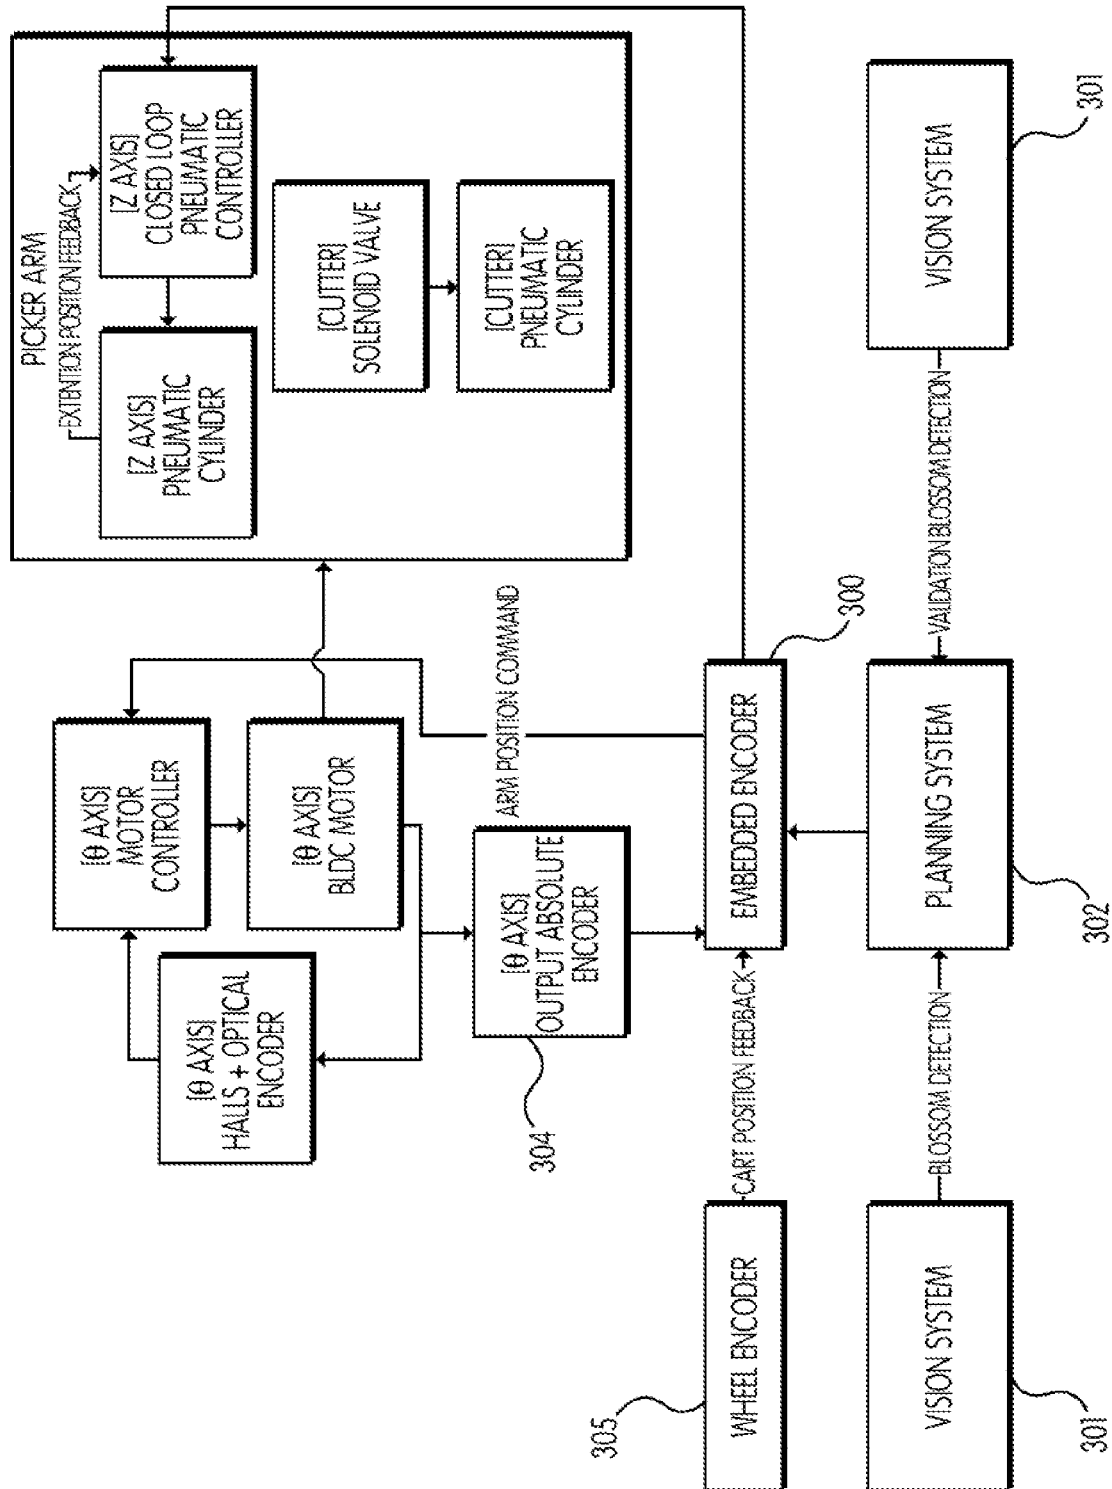 PICKER ARM
EXTENTION POSITION FEEDBACK
[Z AXIS]
PNEUMATIC
CYLINDER
[Z AXIS]
CLOSED LOOP
PNEUMATIC
CONTROLLER
[CUTTER]
SOLENOID VALVE
[CUTTER]
PNEUMATIC
CYLINDER
[θ AXIS]
MOTOR
CONTROLLER
[θ AXIS]
HALLS + OPTICAL
ENCODER
[θ AXIS]
BLDC MOTOR
ARM POSITION COMMAND
[θ AXIS]
OUTPUT ABSOLUTE
ENCODER
304
305
WHEEL ENCODER
CART POSITION FEEDBACK
EMBEDDED ENCODER
300
VISION SYSTEM
301
BLOSSOM DETECTION
PLANNING SYSTEM
302
VALIDATION BLOSSOM DETECTION
VISION SYSTEM
301